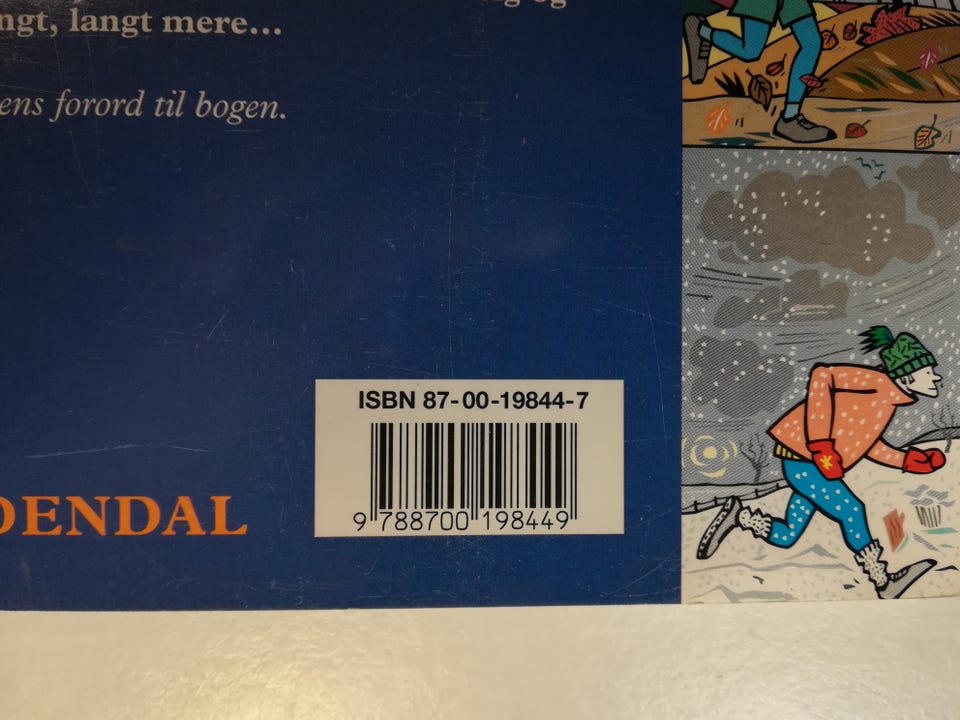 ngt, langt mere...
ens forord til bogen.
ISBN 87-00-19844-7
9 788700 198449
DENDAL